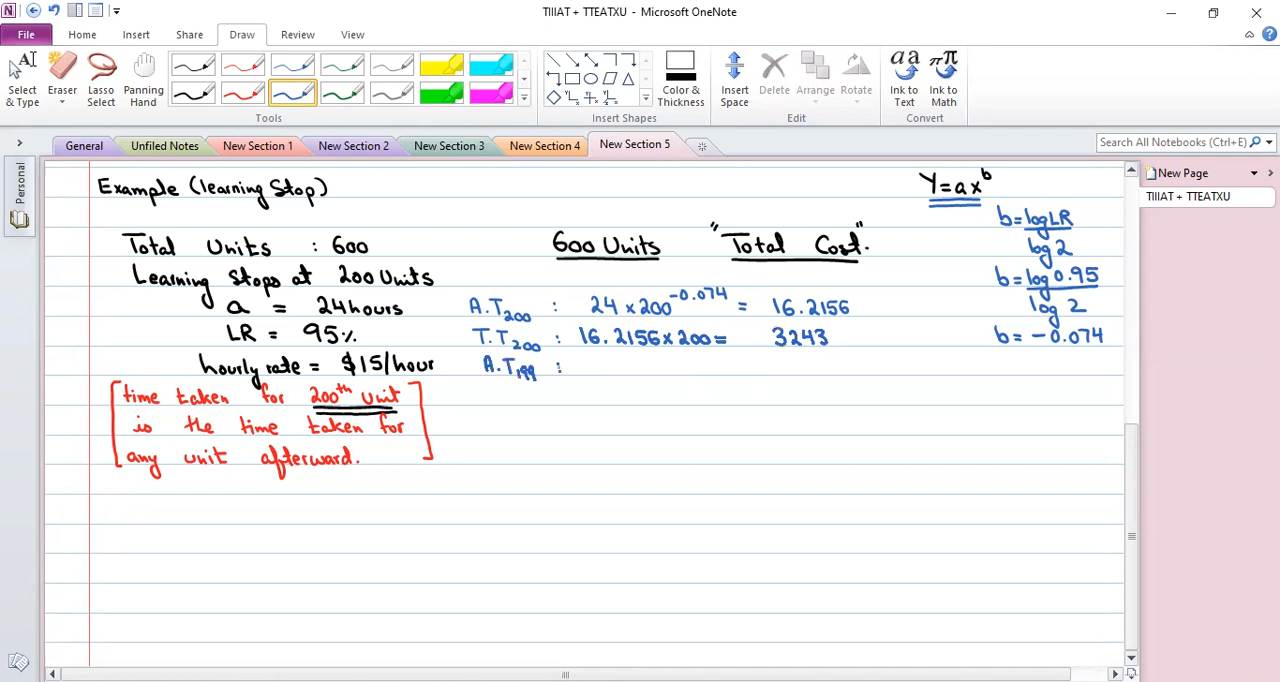 TIIIAT + TTEATXU - Microsoft OneNote
File Home Insert Share Draw Review View
Select & Type
Eraser
Lasso Select
Panning Hand
Tools
Insert Shapes
Color & Thickness
Insert Space
Delete
Arrange
Rotate
Edit
Ink to Text
Ink to Math
Convert
General Unfiled Notes New Section 1 New Section 2 New Section 3 New Section 4 New Section 5
Search All Notebooks (Ctrl+E)
Personal
New Page
TIIIAT + TTEATXU
Example (learning Stop)
Total Units : 600
Learning Stops at 200 Units
a = 24 hours
LR = 95%
hourly rate = $15/hour
[time taken for 200th Unit
is the time taken for
any unit afterward.]
600 Units "Total Cost."
A.T200 : 24 x 200^-0.074 = 16.2156
T.T200 : 16.2156 x 200 = 3243
A.T199 :
Y = ax^b
b = log LR / log 2
b = log 0.95 / log 2
b = -0.074